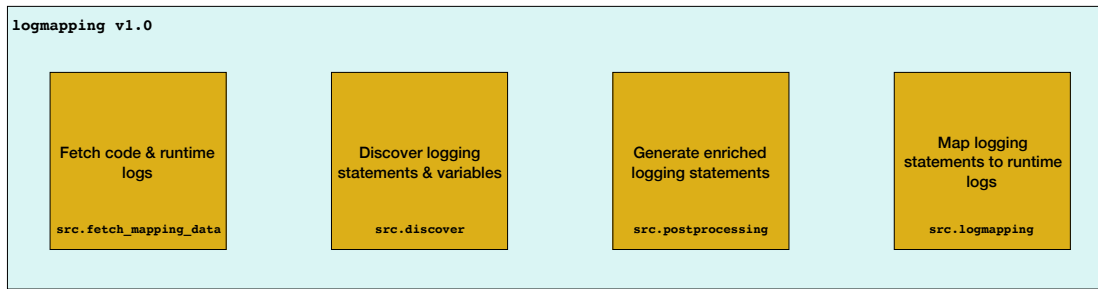 logmapping v1.0
Fetch code & runtime
logs
src.fetch_mapping_data
Discover logging
statements & variables
src.discover
Generate enriched
logging statements
src.postprocessing
Map logging
statements to runtime
logs
src.logmapping